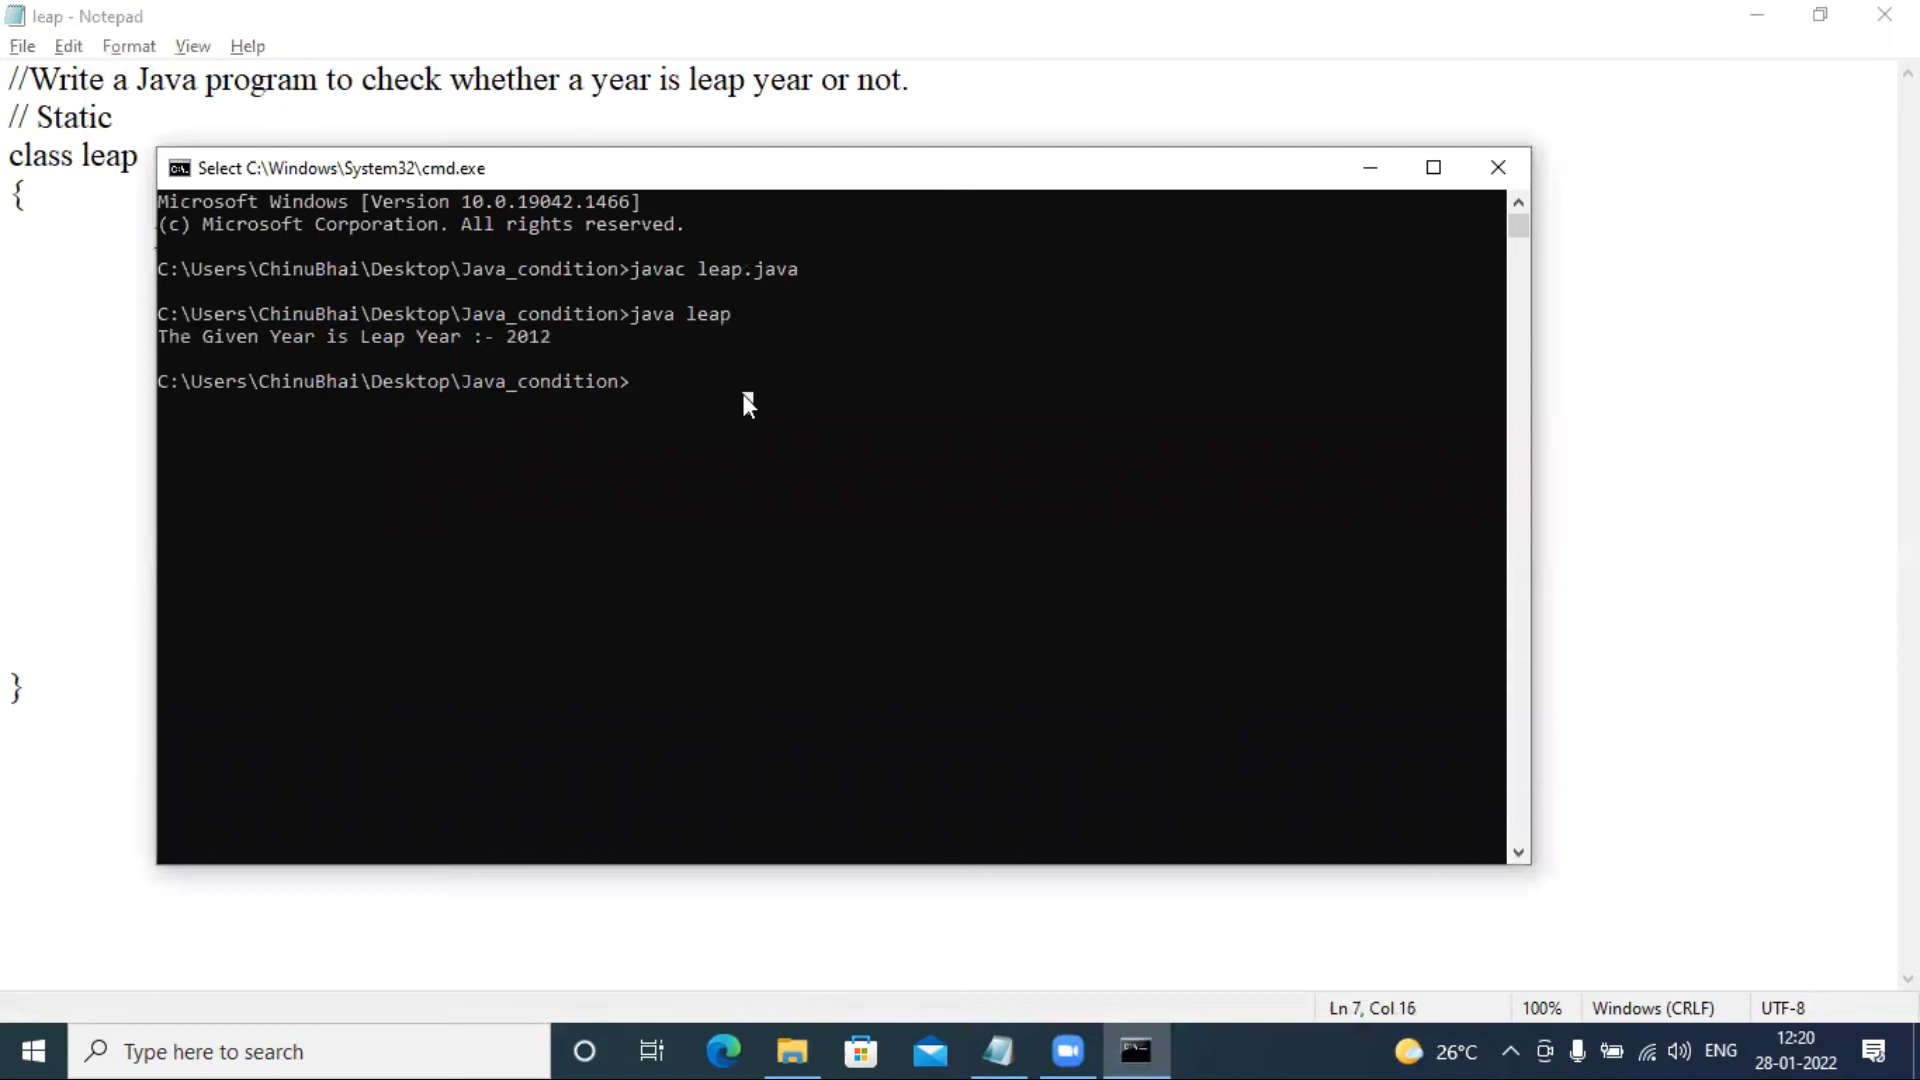 leap - Notepad
File Edit Format View Help
//Write a Java program to check whether a year is leap year or not.
// Static
class leap
{
Select C:\Windows\System32\cmd.exe
Microsoft Windows [Version 10.0.19042.1466]
(c) Microsoft Corporation. All rights reserved.
C:\Users\ChinuBhai\Desktop\Java_condition>javac leap.java
C:\Users\ChinuBhai\Desktop\Java_condition>java leap
The Given Year is Leap Year :- 2012
C:\Users\ChinuBhai\Desktop\Java_condition>
}
Ln 7, Col 16 100% Windows (CRLF) UTF-8
Type here to search
26°C
ENG
12:20
28-01-2022